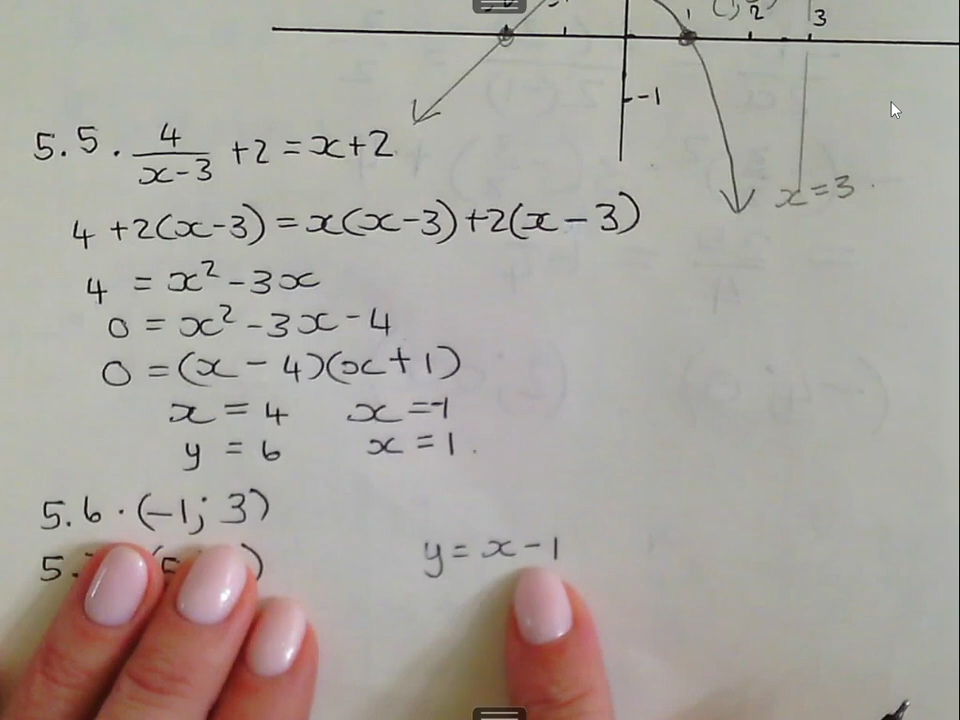 1 2 3
-1
x=3.
5.5. 4/(x-3) +2 = x+2
4 +2(x-3) = x(x-3)+2(x-3)
4 = x² -3x
0 = x² -3x -4
0 = (x - 4)(x+1)
x = 4 x =-1
y = 6 x = 1.
5.6 . (-1; 3)
5.
y = x -1